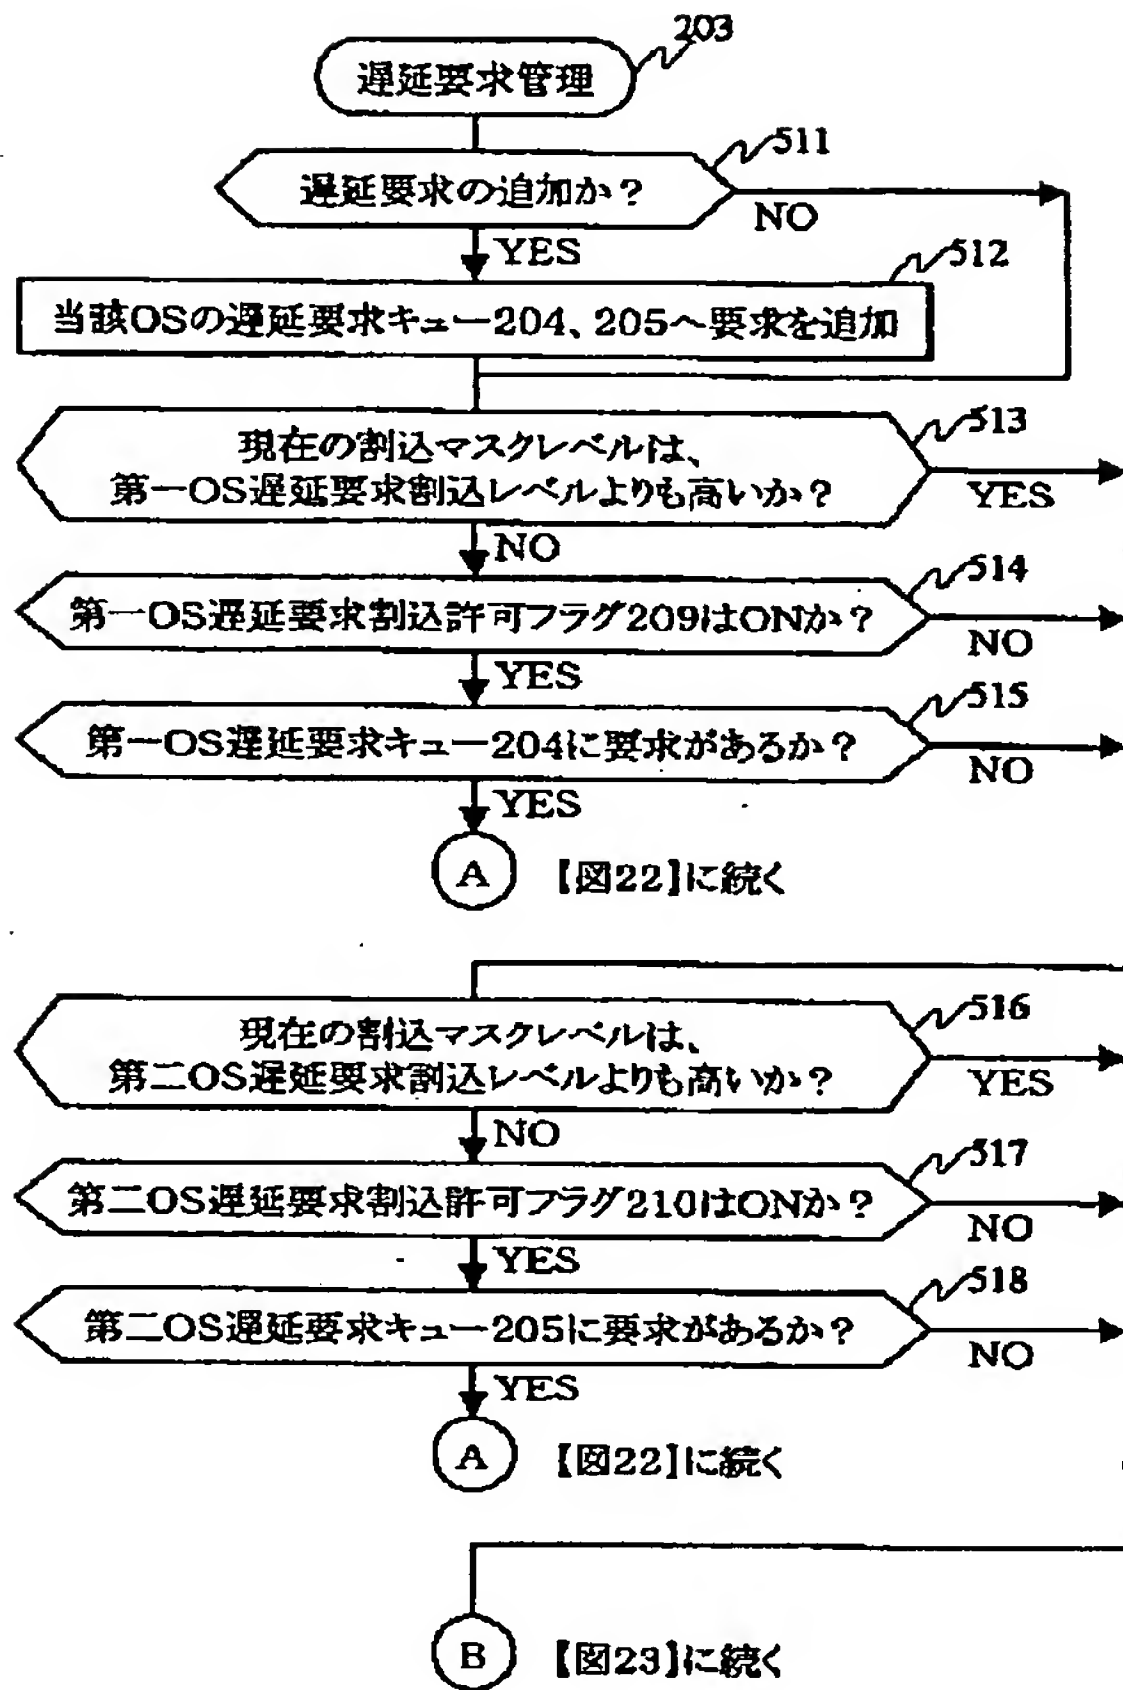 203
遅延要求管理
511
遅延要求の追加か？
NO
YES
512
当該OSの遅延要求キュー204、205へ要求を追加
513
現在の割込マスクレベルは、
第一OS遅延要求割込レベルよりも高いか？
YES
NO
514
第一OS遅延要求割込許可フラグ209はONか？
NO
YES
515
第一OS遅延要求キュー204に要求があるか？
NO
YES
A 【図22】に続く
516
現在の割込マスクレベルは、
第二OS遅延要求割込レベルよりも高いか？
YES
NO
517
第二OS遅延要求割込許可フラグ210はONか？
NO
YES
518
第二OS遅延要求キュー205に要求があるか？
NO
YES
A 【図22】に続く
B 【図23】に続く